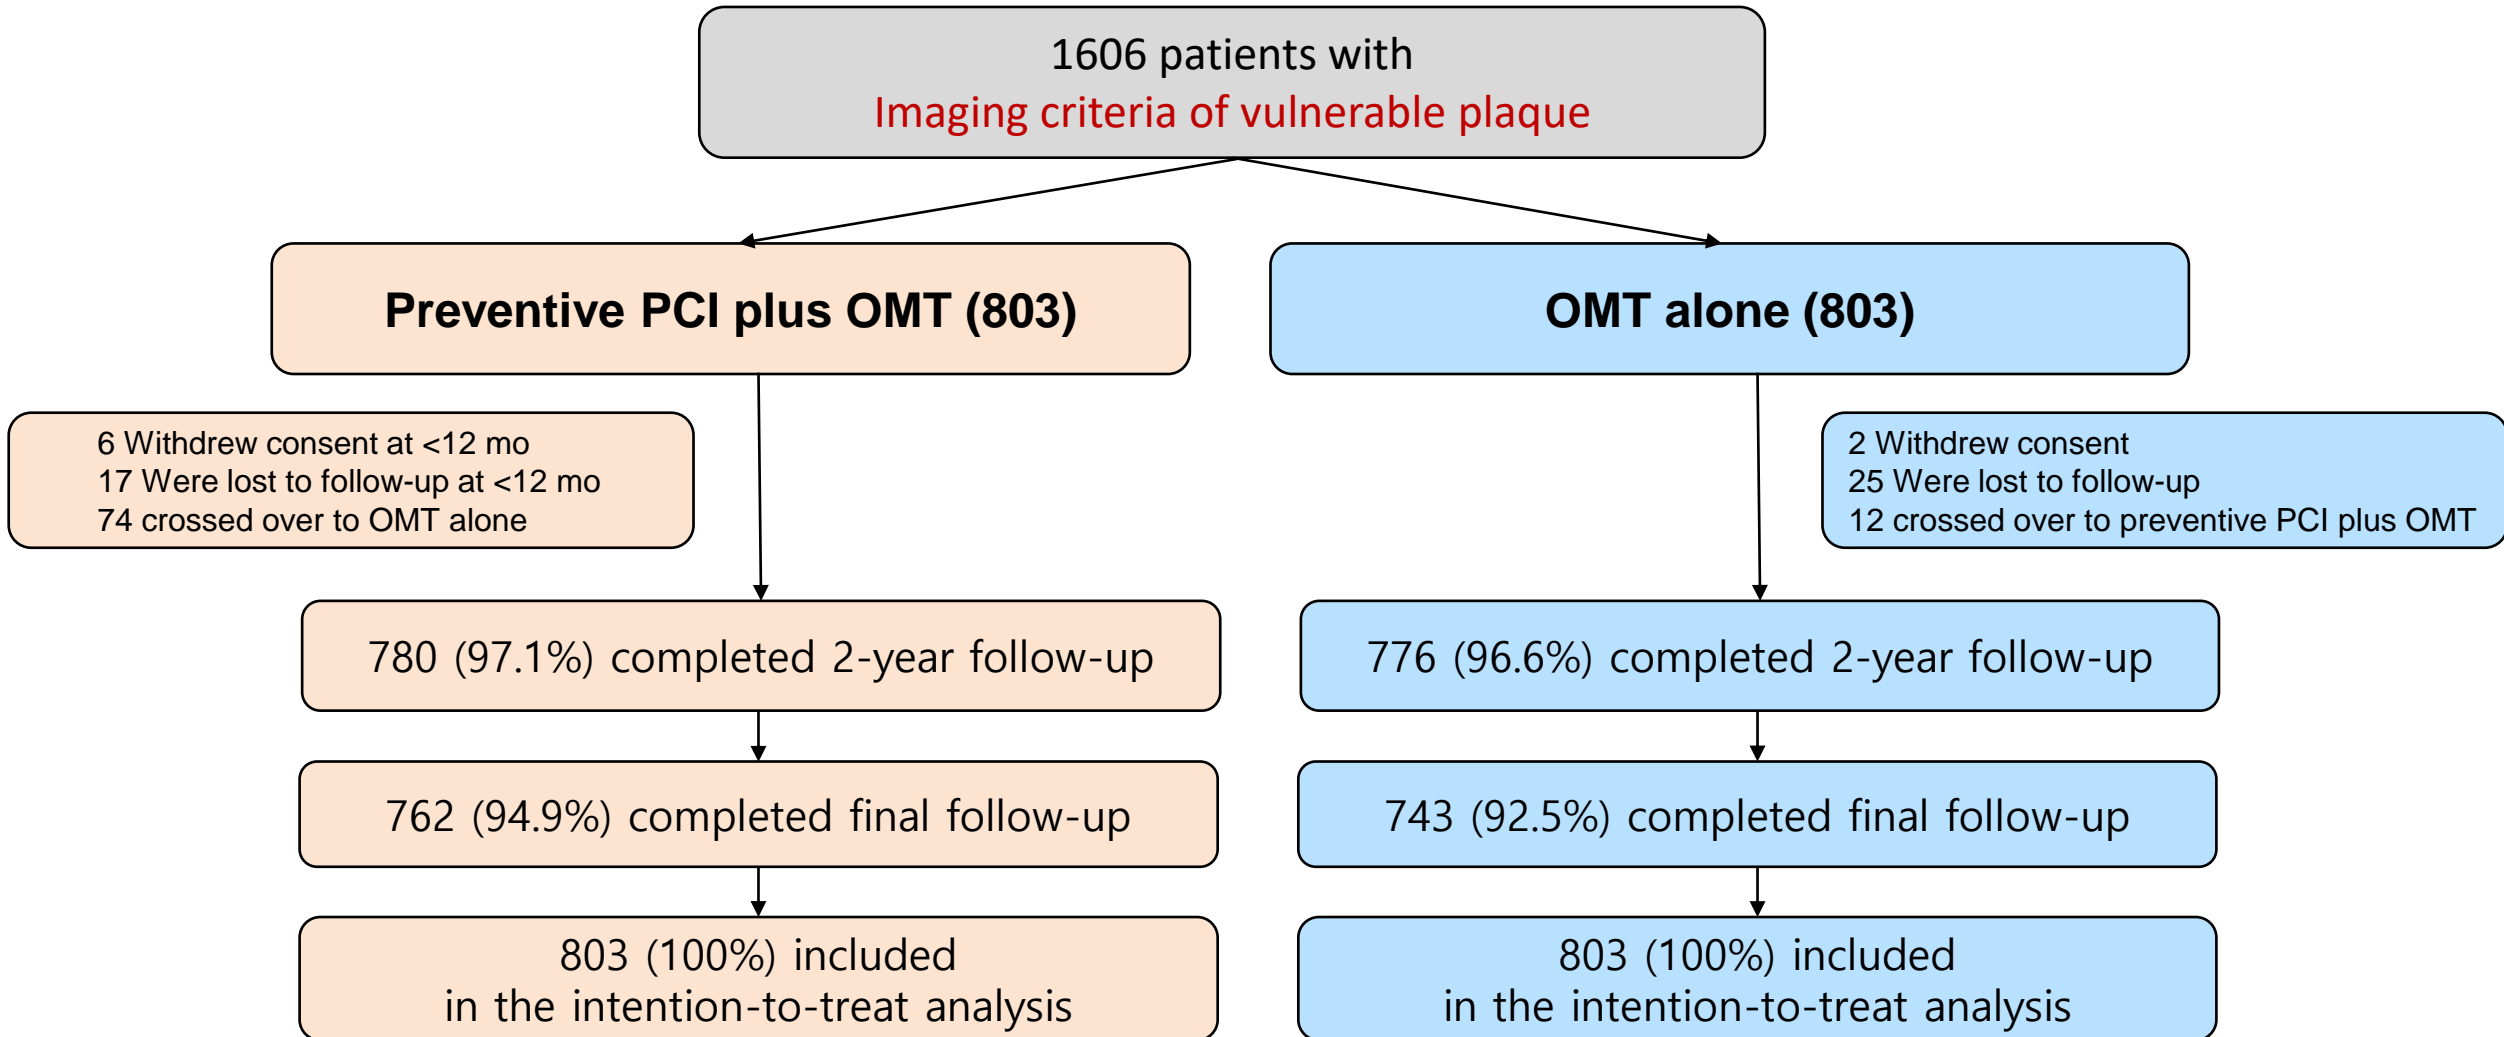 1606 patients with
Imaging criteria of vulnerable plaque
Preventive PCI plus OMT (803)
OMT alone (803)
6 Withdrew consent at <12 mo
17 Were lost to follow-up at <12 mo
74 crossed over to OMT alone
2 Withdrew consent
25 Were lost to follow-up
12 crossed over to preventive PCI plus OMT
780 (97.1%) completed 2-year follow-up
776 (96.6%) completed 2-year follow-up
762 (94.9%) completed final follow-up
743 (92.5%) completed final follow-up
803 (100%) included
in the intention-to-treat analysis
803 (100%) included
in the intention-to-treat analysis